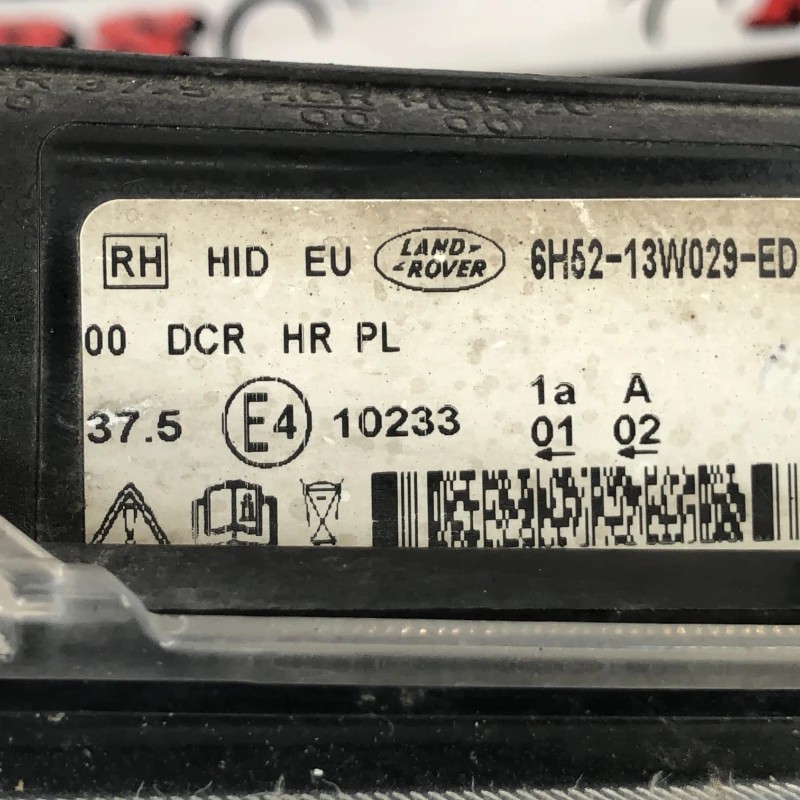 RH HID EU LAND ROVER 6H52-13W029-ED
00 DCR HR PL
1a A
37.5 E4 10233 01 02